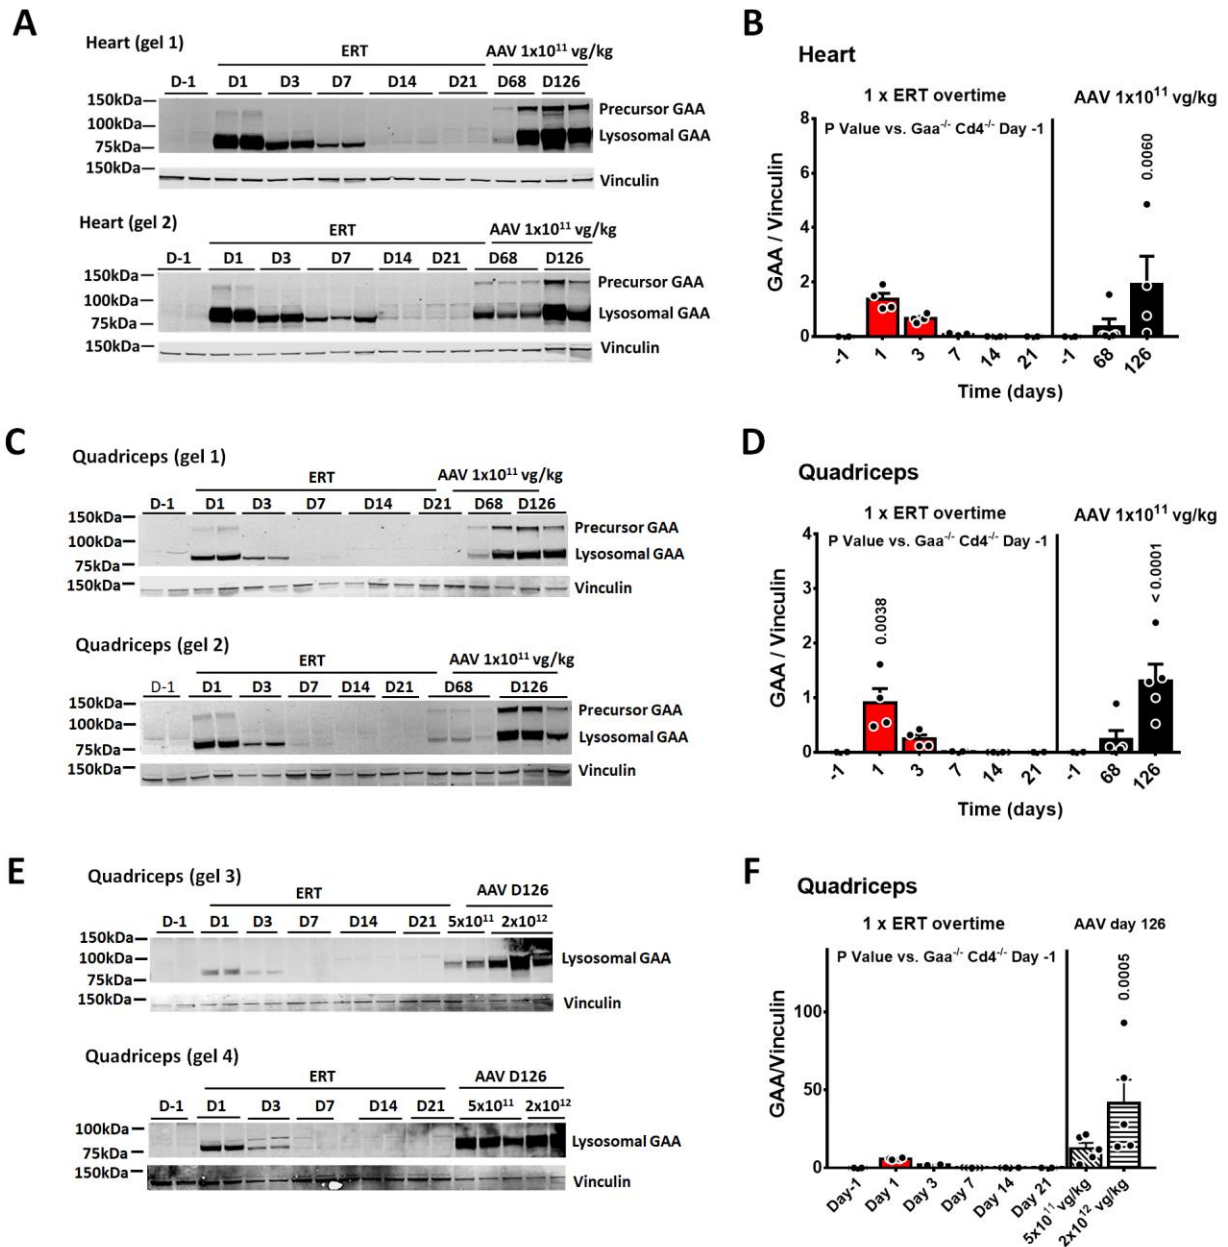 A
Heart (gel 1)
ERT
AAV 1x10¹¹ vg/kg
D-1 D1 D3 D7 D14 D21 D68 D126
150kDa
100kDa
75kDa
150kDa
Precursor GAA
Lysosomal GAA
Vinculin
Heart (gel 2)
ERT
AAV 1x10¹¹ vg/kg
D-1 D1 D3 D7 D14 D21 D68 D126
150kDa
100kDa
75kDa
150kDa
Precursor GAA
Lysosomal GAA
Vinculin
B
Heart
1 x ERT overtime
AAV 1x10¹¹ vg/kg
P Value vs. Gaa⁻/⁻ Cd4⁻/⁻ Day -1
0.0060
GAA / Vinculin
8
6
4
2
0
-1 1 3 7 14 21 -1 68 126
Time (days)
C
Quadriceps (gel 1)
ERT
AAV 1x10¹¹ vg/kg
D-1 D1 D3 D7 D14 D21 D68 D126
150kDa
100kDa
75kDa
150kDa
Precursor GAA
Lysosomal GAA
Vinculin
Quadriceps (gel 2)
ERT
AAV 1x10¹¹ vg/kg
D-1 D1 D3 D7 D14 D21 D68 D126
150kDa
100kDa
75kDa
150kDa
Precursor GAA
Lysosomal GAA
Vinculin
D
Quadriceps
1 x ERT overtime
AAV 1x10¹¹ vg/kg
P Value vs. Gaa⁻/⁻ Cd4⁻/⁻ Day -1
0.0038
< 0.0001
GAA / Vinculin
4
3
2
1
0
-1 1 3 7 14 21 -1 68 126
Time (days)
E
Quadriceps (gel 3)
ERT
AAV D126
D-1 D1 D3 D7 D14 D21 5x10¹¹ 2x10¹²
150kDa
100kDa
75kDa
150kDa
Lysosomal GAA
Vinculin
Quadriceps (gel 4)
ERT
AAV D126
D-1 D1 D3 D7 D14 D21 5x10¹¹ 2x10¹²
100kDa
75kDa
150kDa
Lysosomal GAA
Vinculin
F
Quadriceps
1 x ERT overtime
AAV day 126
P Value vs. Gaa⁻/⁻ Cd4⁻/⁻ Day -1
0.0005
GAA/Vinculin
100
50
0
Day-1 Day 1 Day 3 Day 7 Day 14 Day 21 5x10¹¹ vg/kg 2x10¹² vg/kg